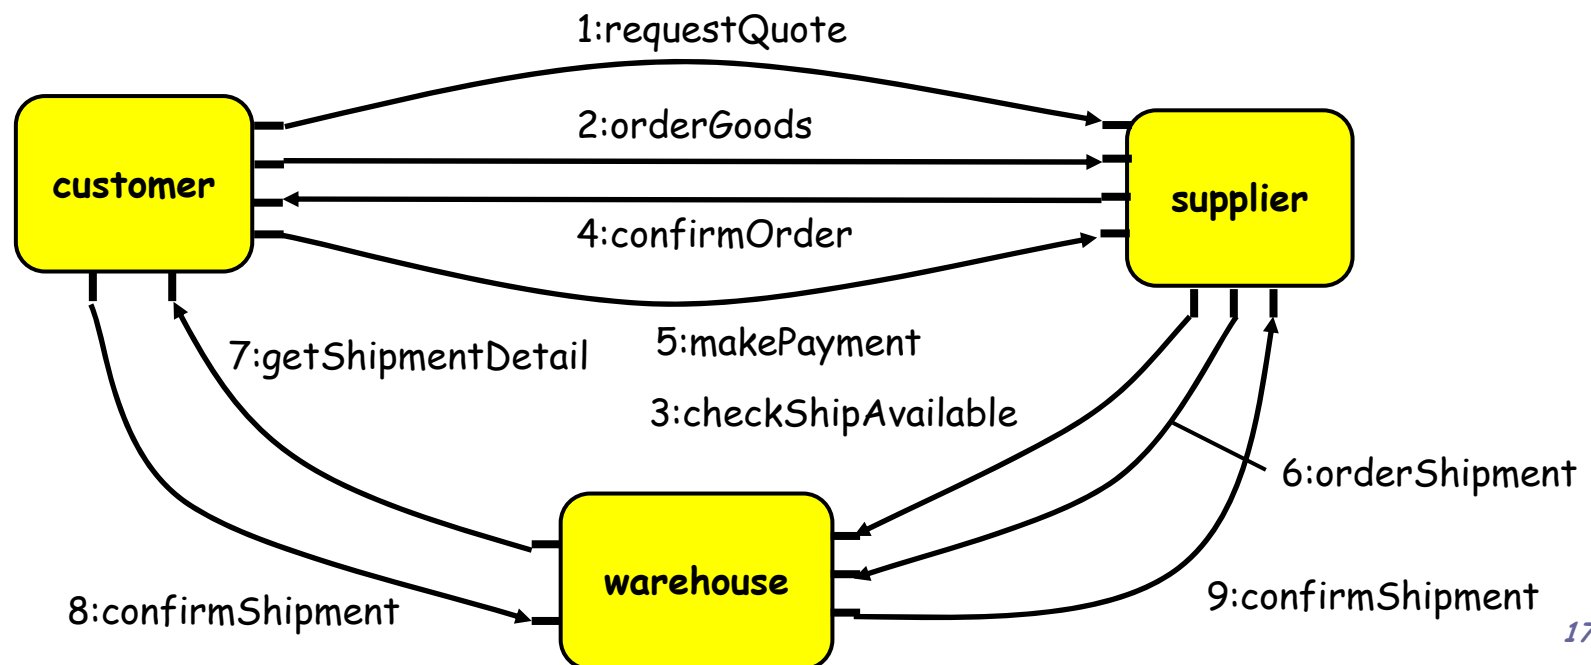 1:requestQuote
2:orderGoods
customer
supplier
4:confirmOrder
5:makePayment
7:getShipmentDetail
3:checkShipAvailable
6:orderShipment
warehouse
8:confirmShipment
9:confirmShipment
17